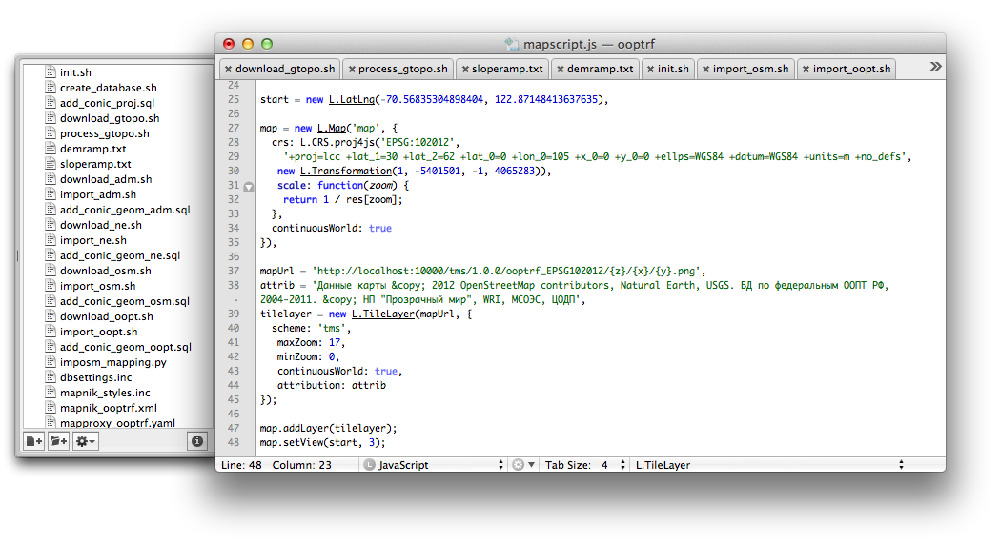 mapscript.js — ooptrf
init.sh
create_database.sh
add_conic_proj.sql
download_gtopo.sh
process_gtopo.sh
demramp.txt
sloperamp.txt
download_adm.sh
import_adm.sh
add_conic_geom_adm.sql
download_ne.sh
import_ne.sh
add_conic_geom_ne.sql
download_osm.sh
import_osm.sh
add_conic_geom_osm.sql
download_oopt.sh
import_oopt.sh
add_conic_geom_oopt.sql
imposm_mapping.py
dbsettings.inc
mapnik_styles.inc
mapnik_ooptrf.xml
mapproxy_ooptrf.yaml
download_gtopo.sh process_gtopo.sh sloperamp.txt demramp.txt init.sh import_osm.sh import_oopt.sh
24
25 start = new L.LatLng(-70.56835304898404, 122.87148413637635),
26
27 map = new L.Map('map', {
28 crs: L.CRS.proj4js('EPSG:102012',
29 '+proj=lcc +lat_1=30 +lat_2=62 +lat_0=0 +lon_0=105 +x_0=0 +y_0=0 +ellps=WGS84 +datum=WGS84 +units=m +no_defs',
30 new L.Transformation(1, -5401501, -1, 4065283)),
31 scale: function(zoom) {
32 return 1 / res[zoom];
33 },
34 continuousWorld: true
35 }),
36
37 mapUrl = 'http://localhost:10000/tms/1.0.0/ooptrf_EPSG102012/{z}/{x}/{y}.png',
38 attrib = 'Данные карты &copy; 2012 OpenStreetMap contributors, Natural Earth, USGS. БД по федеральным ООПТ РФ,
2004-2011. &copy; НП "Прозрачный мир", WRI, МСОЭС, ЦОДП',
39 tilelayer = new L.TileLayer(mapUrl, {
40 scheme: 'tms',
41 maxZoom: 17,
42 minZoom: 0,
43 continuousWorld: true,
44 attribution: attrib
45 });
46
47 map.addLayer(tilelayer);
48 map.setView(start, 3);
Line: 48 Column: 23 L JavaScript Tab Size: 4 L.TileLayer